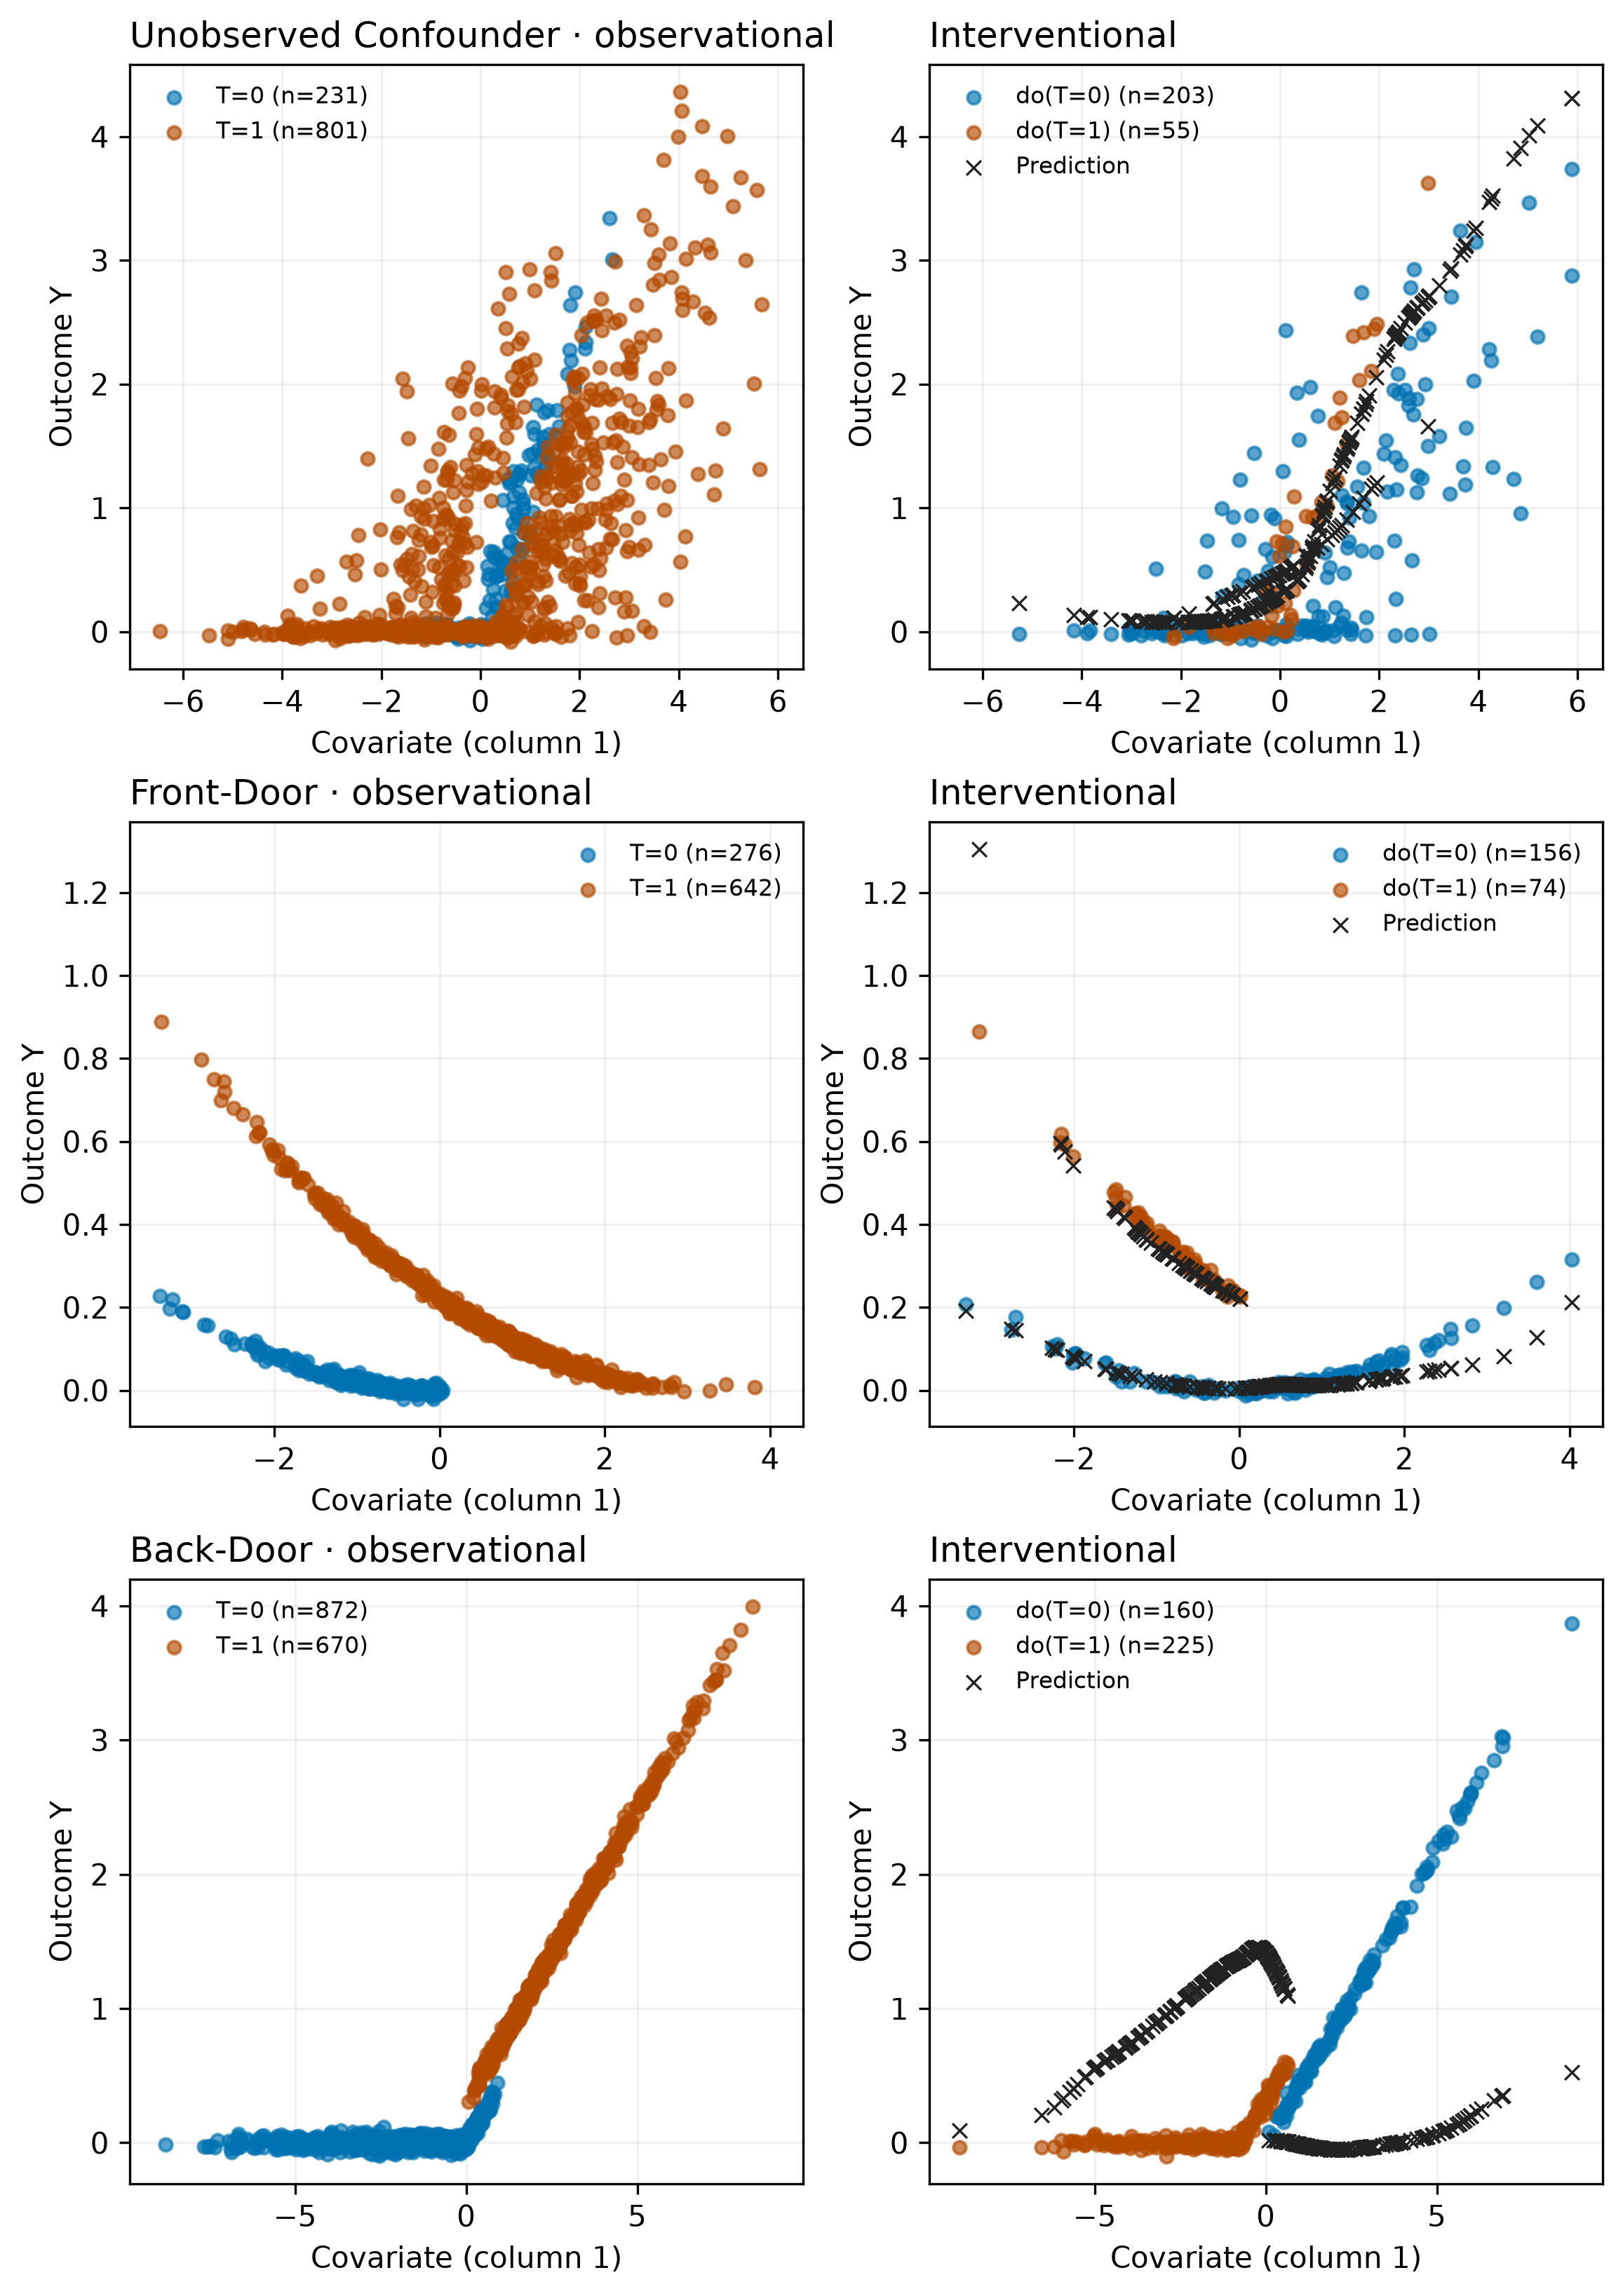 Unobserved Confounder · observational
T=0 (n=231)
T=1 (n=801)
4
3
2
1
0
Outcome Y
−6 −4 −2 0 2 4 6
Covariate (column 1)
Interventional
do(T=0) (n=203)
do(T=1) (n=55)
Prediction
4
3
2
1
0
Outcome Y
−6 −4 −2 0 2 4 6
Covariate (column 1)
Front-Door · observational
T=0 (n=276)
T=1 (n=642)
1.2
1.0
0.8
0.6
0.4
0.2
0.0
Outcome Y
−2 0 2 4
Covariate (column 1)
Interventional
do(T=0) (n=156)
do(T=1) (n=74)
Prediction
1.2
1.0
0.8
0.6
0.4
0.2
0.0
Outcome Y
−2 0 2 4
Covariate (column 1)
Back-Door · observational
T=0 (n=872)
T=1 (n=670)
4
3
2
1
0
Outcome Y
−5 0 5
Covariate (column 1)
Interventional
do(T=0) (n=160)
do(T=1) (n=225)
Prediction
4
3
2
1
0
Outcome Y
−5 0 5
Covariate (column 1)